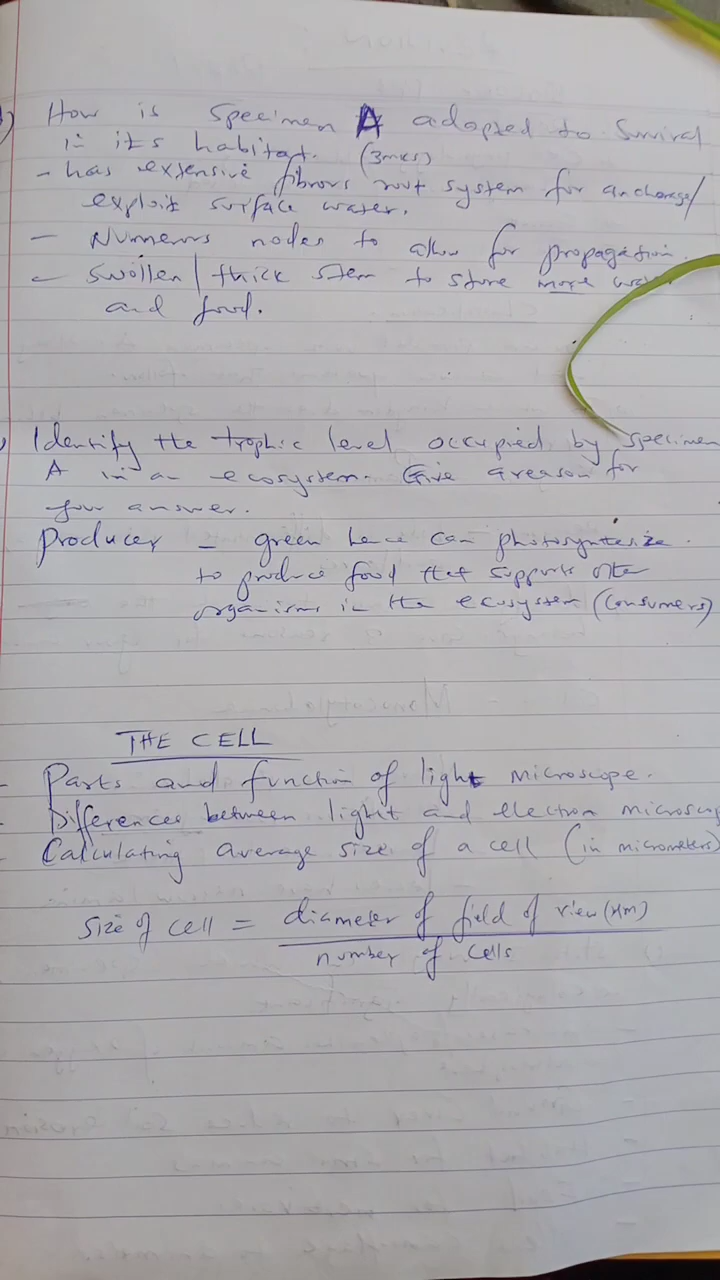 How is specimen A adapted to survival
in its habitat. (3mks)
- has extensive fibrous root system for anchorage/
exploit surface water.
- Numerous nodes to allow for propagation.
- Swollen/thick stem to store more
and food.
Identify the trophic level occupied by specimen
A in an ecosystem. Give a reason for
your answer.
Producer - green hence can photosynthesize.
to produce food that supports other
organisms in the ecosystem (consumers)
THE CELL
- Parts and function of light microscope.
- Differences between light and electron microscop
- Calculating average size of a cell (in micrometers)
Size of cell = diameter of field of view (μm)
number of cells